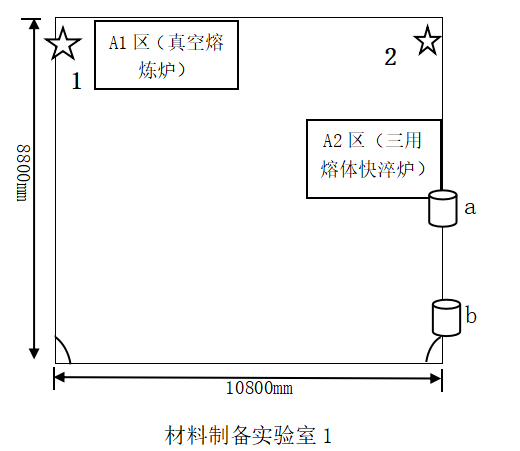 A1 区（真空熔
炼炉）
1
2
A2 区（三用
熔体快淬炉）
8800mm
a
b
10800mm
材料制备实验室 1